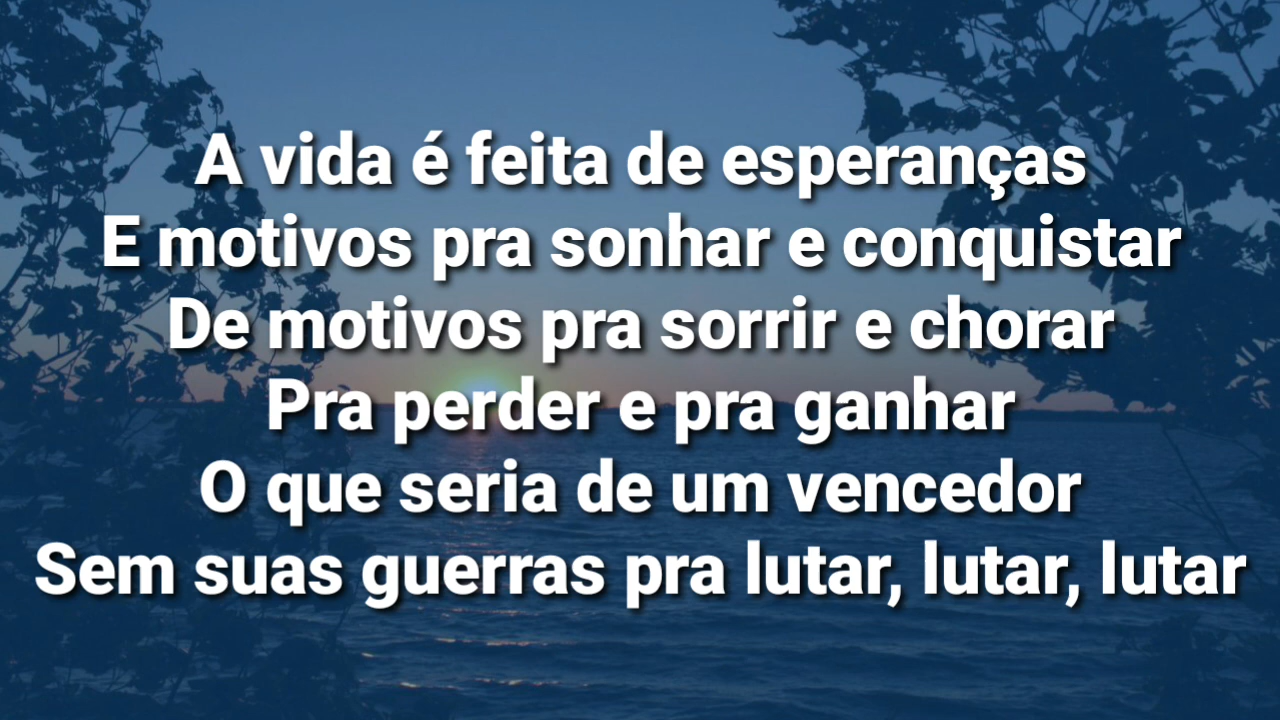 A vida é feita de esperanças
E motivos pra sonhar e conquistar
De motivos pra sorrir e chorar
Pra perder e pra ganhar
O que seria de um vencedor
Sem suas guerras pra lutar, lutar, lutar